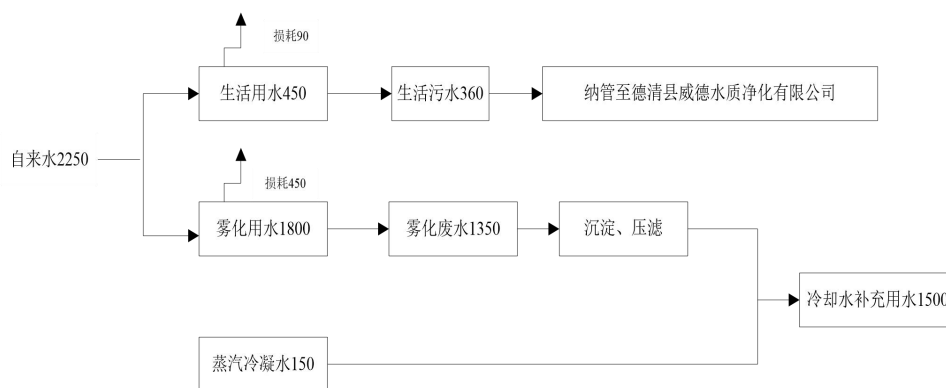 损耗90
生活用水450
生活污水360
纳管至德清县威德水质净化有限公司
自来水2250
损耗450
雾化用水1800
雾化废水1350
沉淀、压滤
冷却水补充用水1500
蒸汽冷凝水150